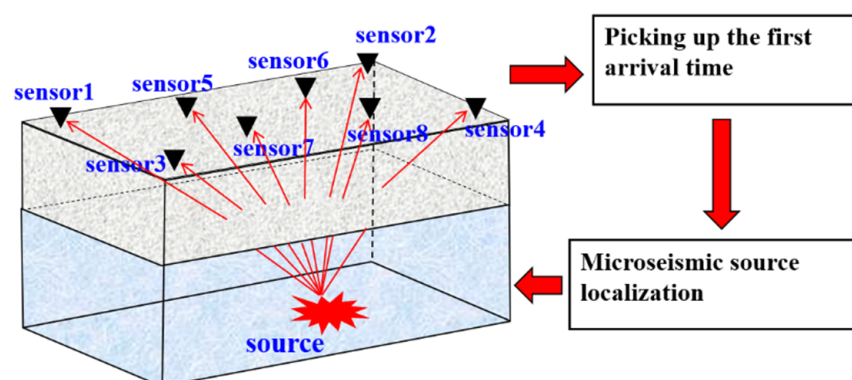 sensor2
sensor6
sensor5
sensor1
sensor8
sensor4
sensor7
sensor3
source
Picking up the first
arrival time
Microseismic source
localization